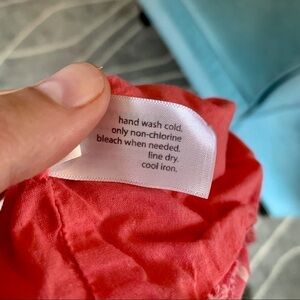 hand wash cold.
only non-chlorine
bleach when needed.
line dry.
cool iron.